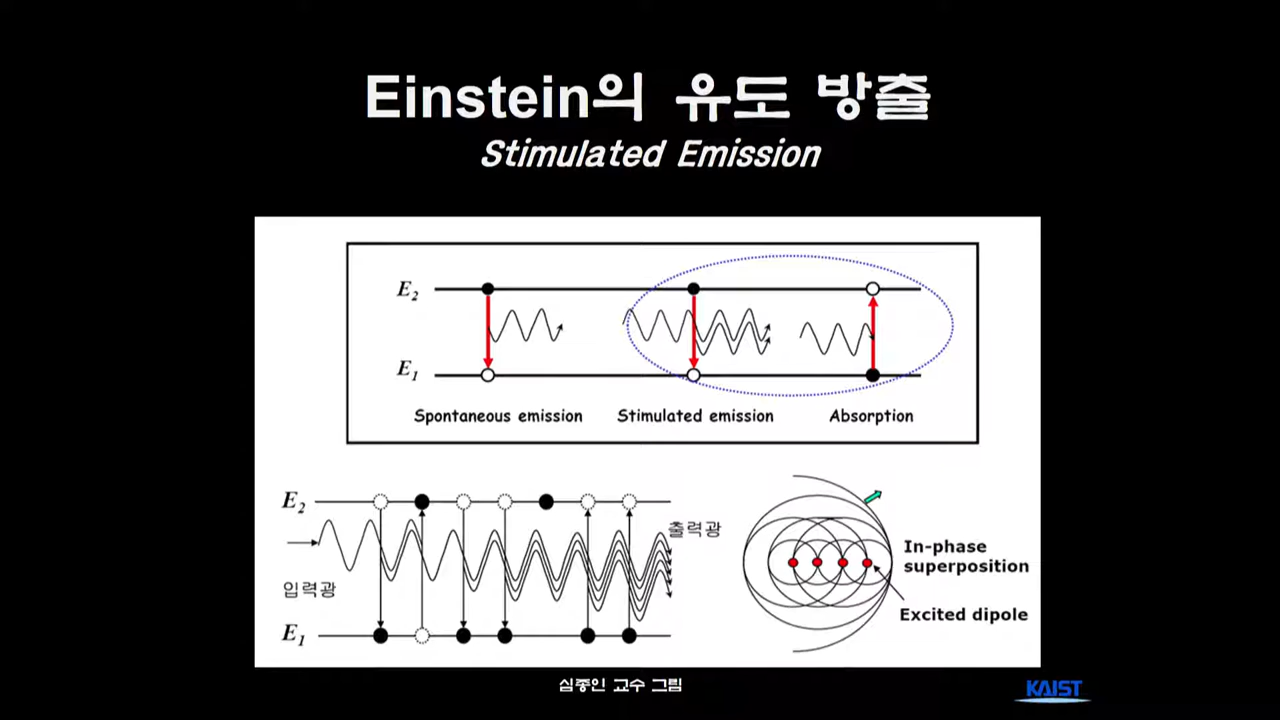 Einstein의 유도 방출
Stimulated Emission
E2
E1
Spontaneous emission
Stimulated emission
Absorption
E2
출력광
입력광
E1
In-phase
superposition
Excited dipole
심종인 교수 그림
KAIST